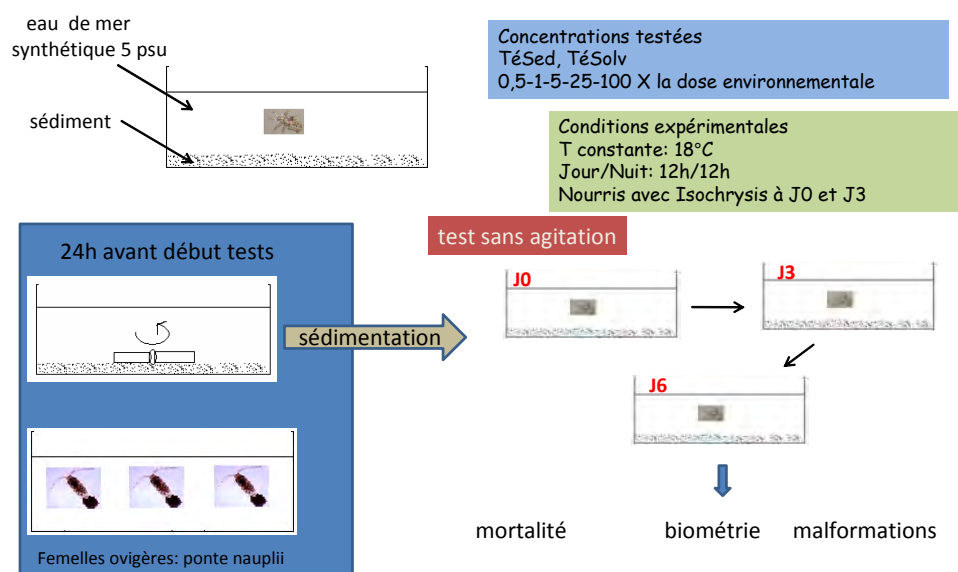 eau de mer
synthétique 5 psu
sédiment
Concentrations testées
TéSed, TéSolv
0,5-1-5-25-100 X la dose environnementale
Conditions expérimentales
T constante: 18°C
Jour/Nuit: 12h/12h
Nourris avec Isochrysis à J0 et J3
24h avant début tests
sédimentation
Femelles ovigères: ponte nauplii
test sans agitation
J0
J3
J6
mortalité
biométrie
malformations